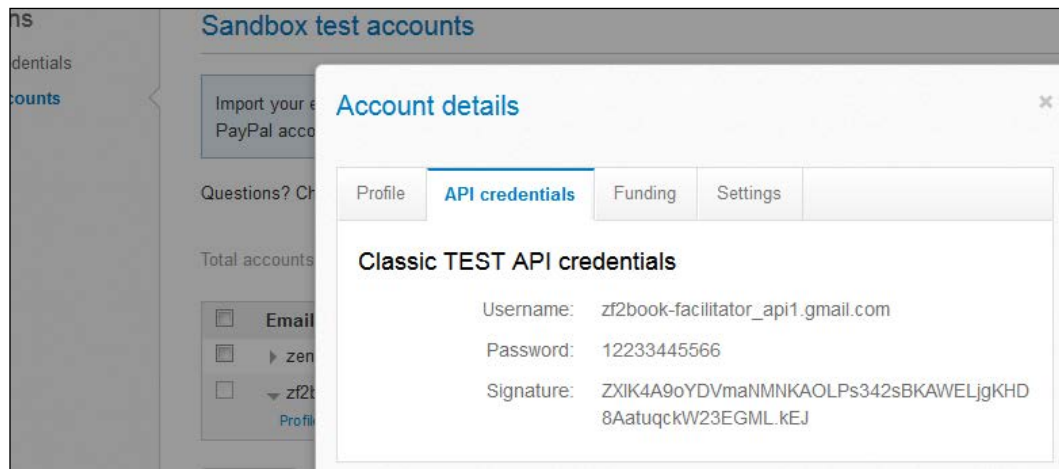 ns
Sandbox test accounts
dentials
counts
Import your e
PayPal acco
Account details
×
Questions? Ch
Profile
API credentials
Funding
Settings
Total accounts
Classic TEST API credentials
Username: zf2book-facilitator_api1.gmail.com
Password: 12233445566
Signature: ZXIK4A9oYDVmaNMNKAOLPs342sBKAWELjgKHD
8AatuqckW23EGML.kEJ
Email
zen
zf2b
Profile